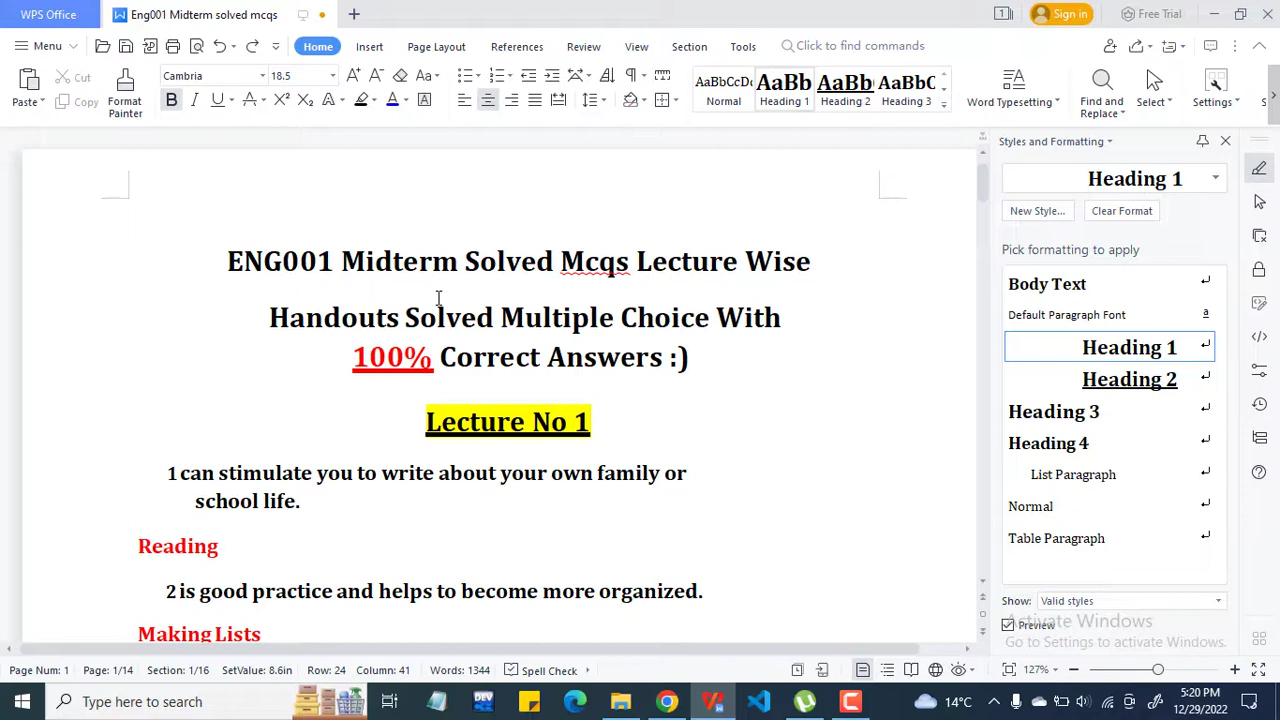 WPS Office
Eng001 Midterm solved mcqs
1
Sign in
Free Trial
Menu
Home
Insert
Page Layout
References
Review
View
Section
Tools
Click to find commands
Paste
Cut
Copy
Format Painter
Cambria
18.5
AaBbCcDc
Normal
AaBb
Heading 1
AaBb
Heading 2
AaBbC
Heading 3
Word Typesetting
Find and Replace
Select
Settings
ENG001 Midterm Solved Mcqs Lecture Wise
Handouts Solved Multiple Choice With
100% Correct Answers :)
Lecture No 1
1 can stimulate you to write about your own family or
school life.
Reading
2 is good practice and helps to become more organized.
Making Lists
Styles and Formatting
Heading 1
New Style...
Clear Format
Pick formatting to apply
Body Text
Default Paragraph Font
Heading 1
Heading 2
Heading 3
Heading 4
List Paragraph
Normal
Table Paragraph
Show:
Valid styles
Preview
Activate Windows
Go to Settings to activate Windows.
Page Num: 1
Page: 1/14
Section: 1/16
SetValue: 8.6in
Row: 24
Column: 41
Words: 1344
Spell Check
127%
Type here to search
DEV
14°C
5:20 PM
12/29/2022